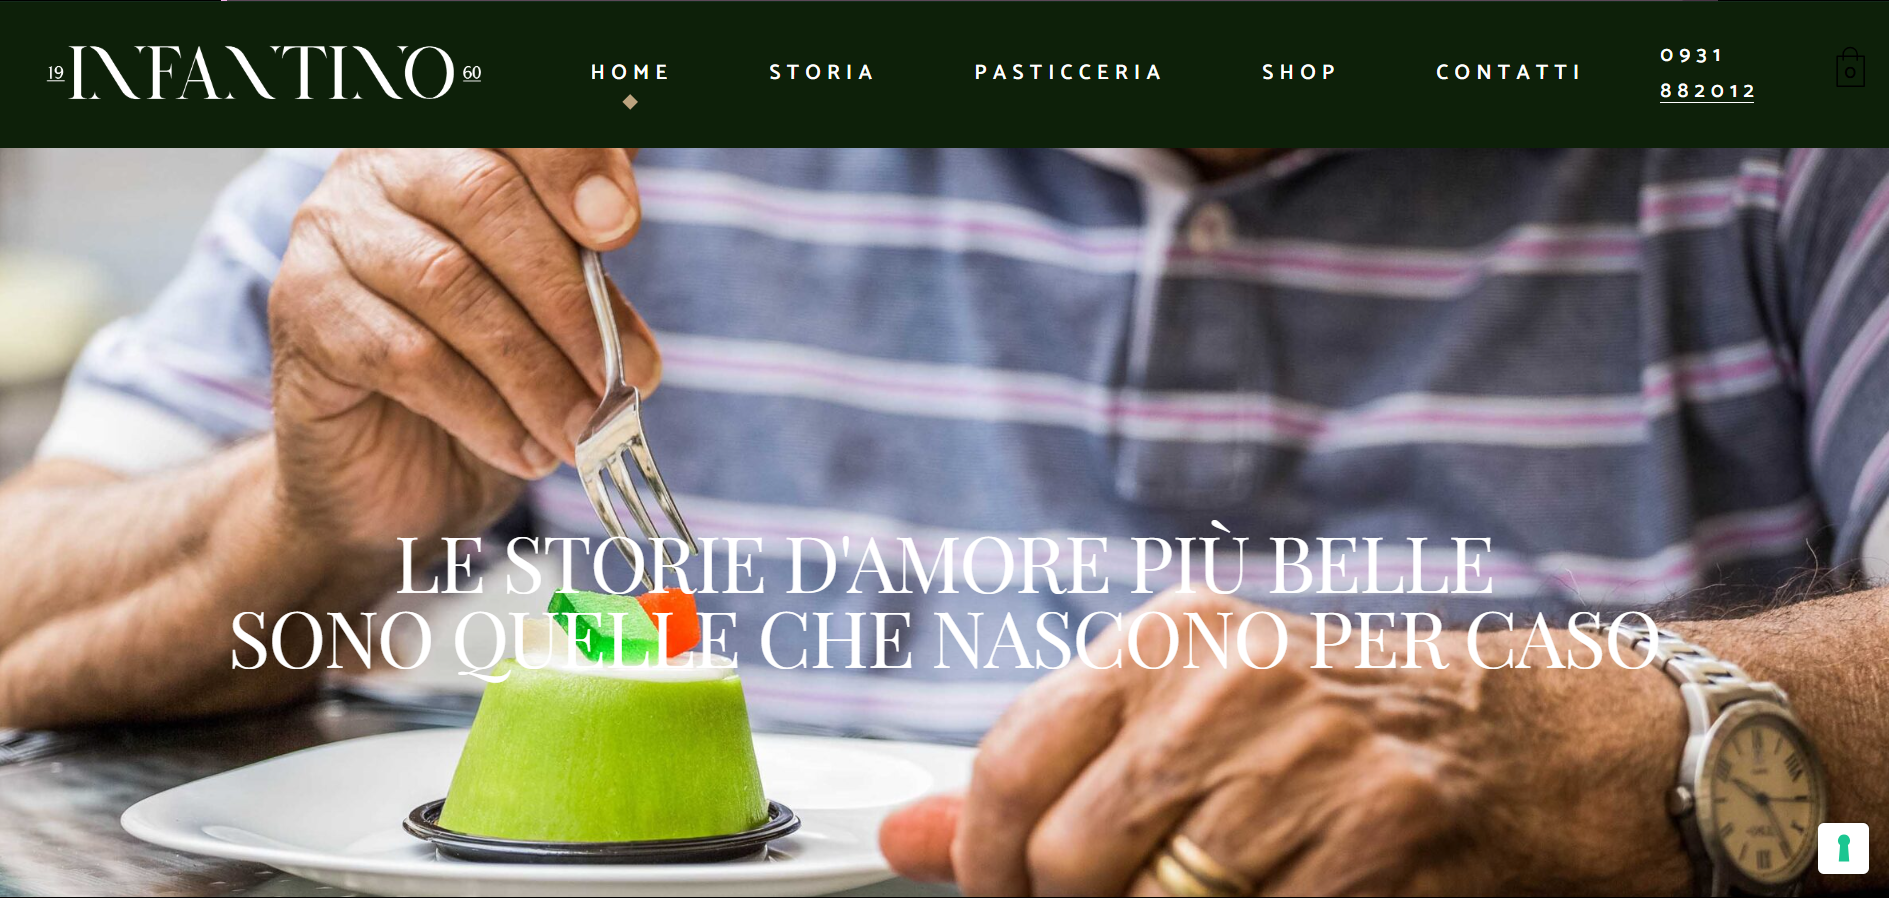 19 INFANTINO 60
HOME
STORIA
PASTICCERIA
SHOP
CONTATTI
0931
882012
0
LE STORIE D'AMORE PIÙ BELLE
SONO QUELLE CHE NASCONO PER CASO